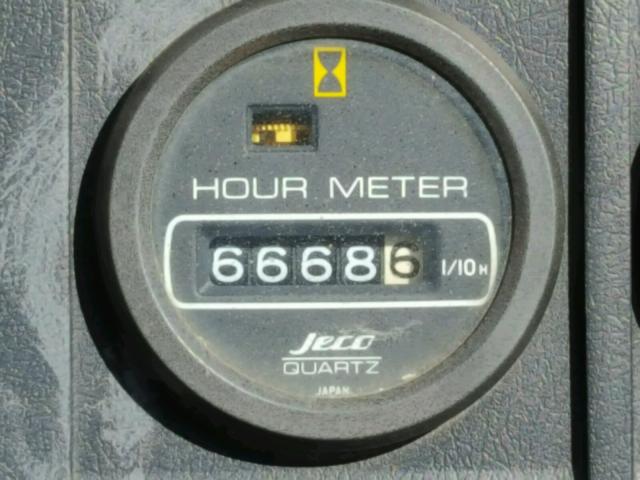 HOUR METER
66686 1/10H
Jeco
QUARTZ
JAPAN